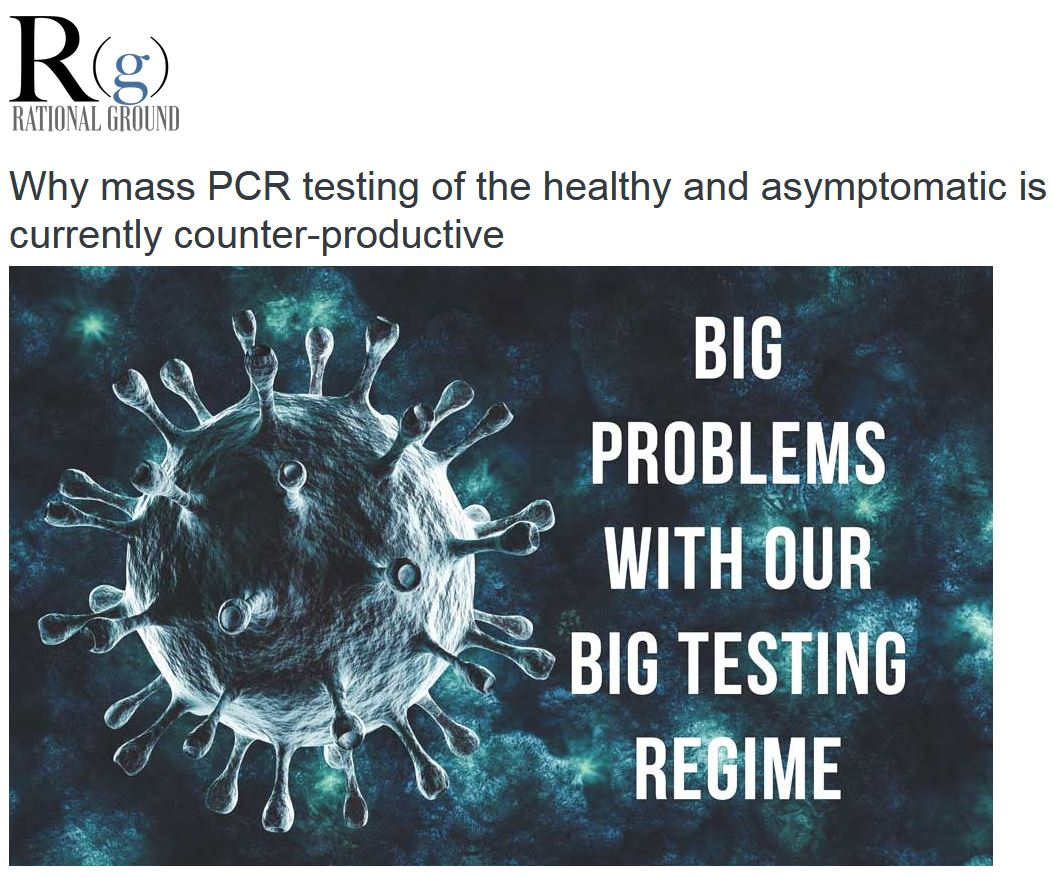 R(g)
RATIONAL GROUND
Why mass PCR testing of the healthy and asymptomatic is
currently counter-productive
BIG
PROBLEMS
WITH OUR
BIG TESTING
REGIME